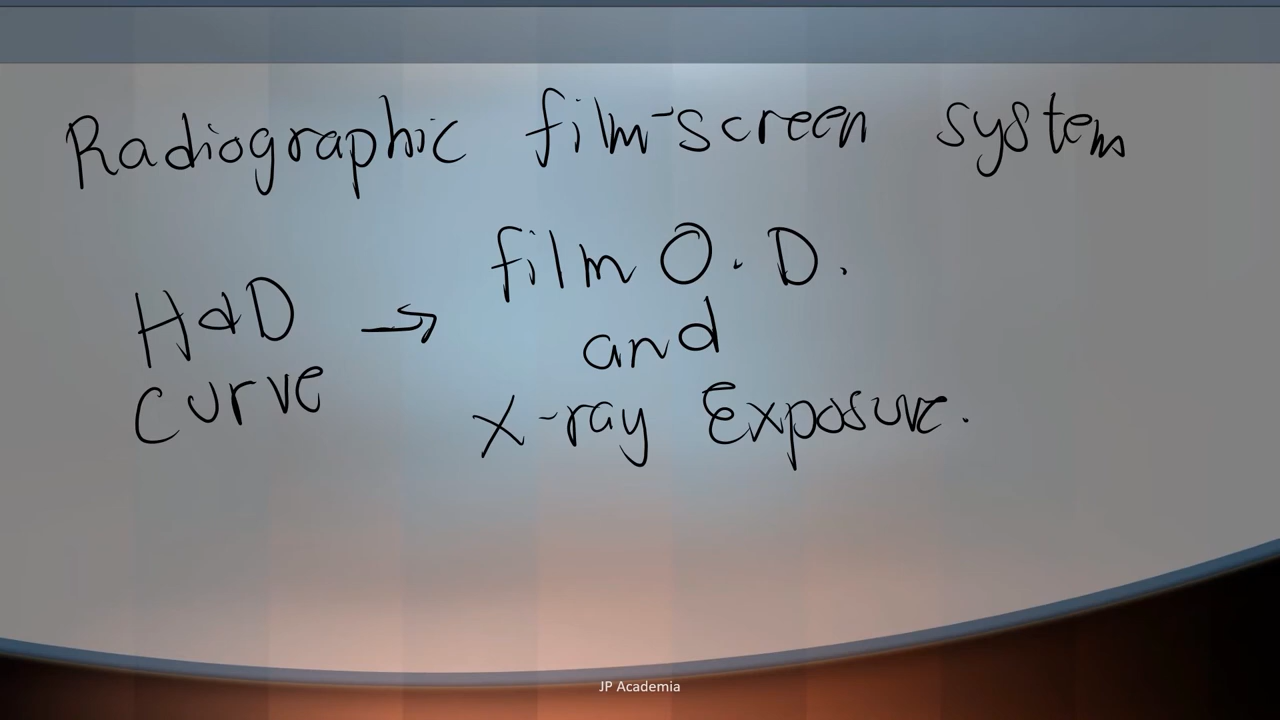 Radiographic film-screen system
film O.D.
H&D → and
curve X-ray Exposure.
JP Academia